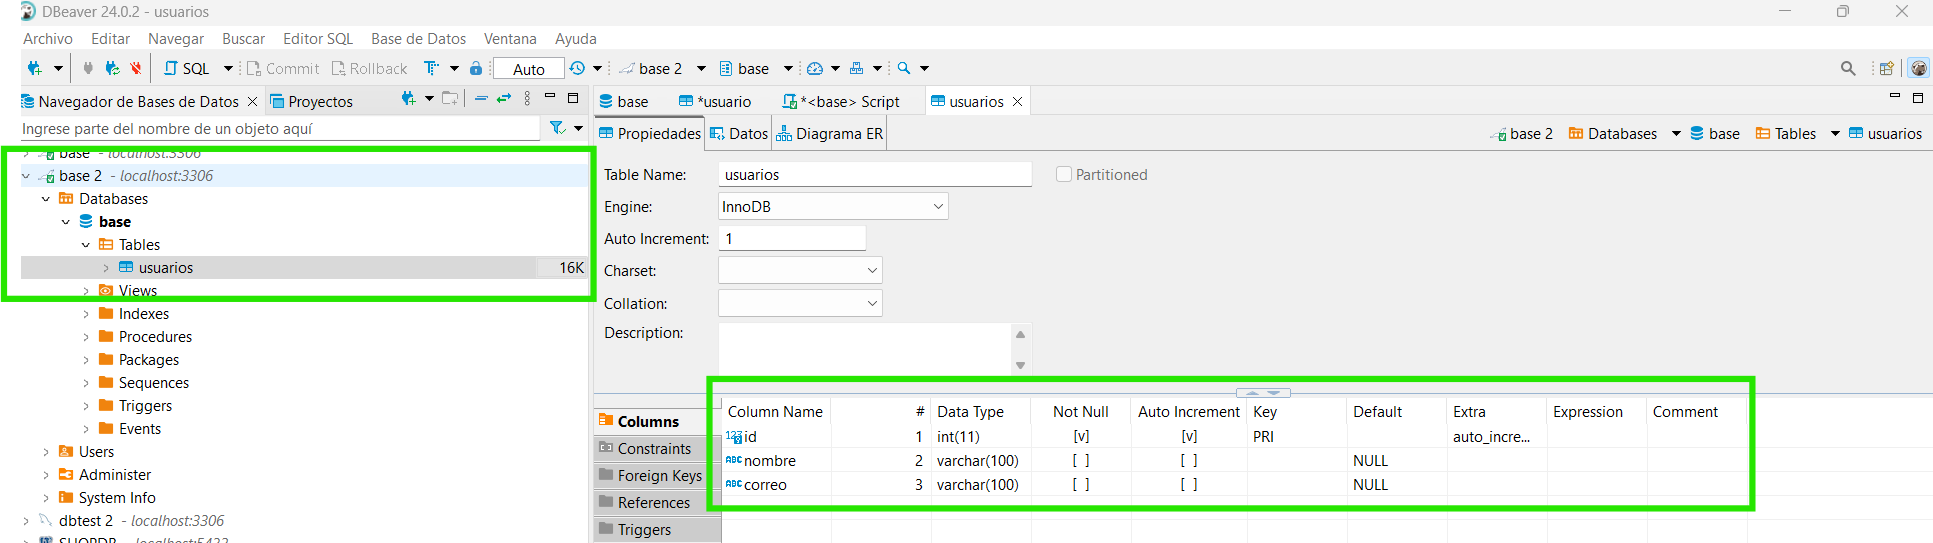 DBeaver 24.0.2 - usuarios
Archivo Editar Navegar Buscar Editor SQL Base de Datos Ventana Ayuda
SQL Commit Rollback Auto base 2 base
Navegador de Bases de Datos Proyectos
Ingrese parte del nombre de un objeto aquí
base - localhost:3306
base 2 - localhost:3306
Databases
base
Tables
usuarios 16K
Views
Indexes
Procedures
Packages
Sequences
Triggers
Events
Users
Administer
System Info
dbtest 2 - localhost:3306
SHOPDB - localhost:5432
base *usuario *<base> Script usuarios
Propiedades Datos Diagrama ER base 2 Databases base Tables usuarios
Table Name: usuarios Partitioned
Engine: InnoDB
Auto Increment: 1
Charset:
Collation:
Description:
Columns
Constraints
Foreign Keys
References
Triggers
Column Name # Data Type Not Null Auto Increment Key Default Extra Expression Comment
123 id 1 int(11) [v] [v] PRI auto_incre...
ABC nombre 2 varchar(100) [ ] [ ] NULL
ABC correo 3 varchar(100) [ ] [ ] NULL